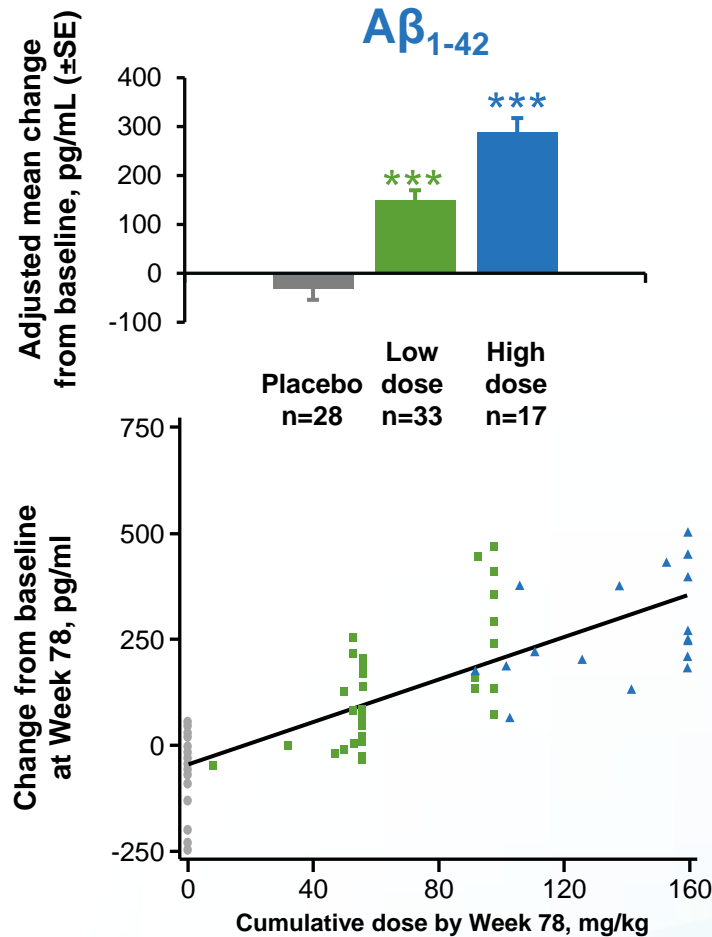 Aβ1-42
Adjusted mean change
from baseline, pg/mL (±SE)
400
300
200
100
0
-100
***
***
Placebo
n=28
Low
dose
n=33
High
dose
n=17
Change from baseline
at Week 78, pg/ml
750
500
250
0
-250
0 40 80 120 160
Cumulative dose by Week 78, mg/kg